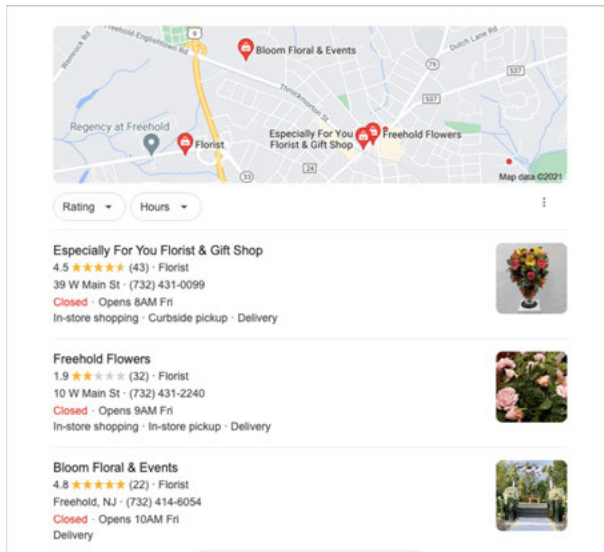 9
Freehold-Englishtown Rd
Wemrock Rd
Bloom Floral & Events
Dutch Lane Rd
79
537
Throckmorton St
537
Regency at Freehold
Florist
Especially For You
Florist & Gift Shop
Freehold Flowers
24
33
Map data ©2021
Rating
Hours
Especially For You Florist & Gift Shop
4.5 (43) · Florist
39 W Main St · (732) 431-0099
Closed · Opens 8AM Fri
In-store shopping · Curbside pickup · Delivery
Freehold Flowers
1.9 (32) · Florist
10 W Main St · (732) 431-2240
Closed · Opens 9AM Fri
In-store shopping · In-store pickup · Delivery
Bloom Floral & Events
4.8 (22) · Florist
Freehold, NJ · (732) 414-6054
Closed · Opens 10AM Fri
Delivery